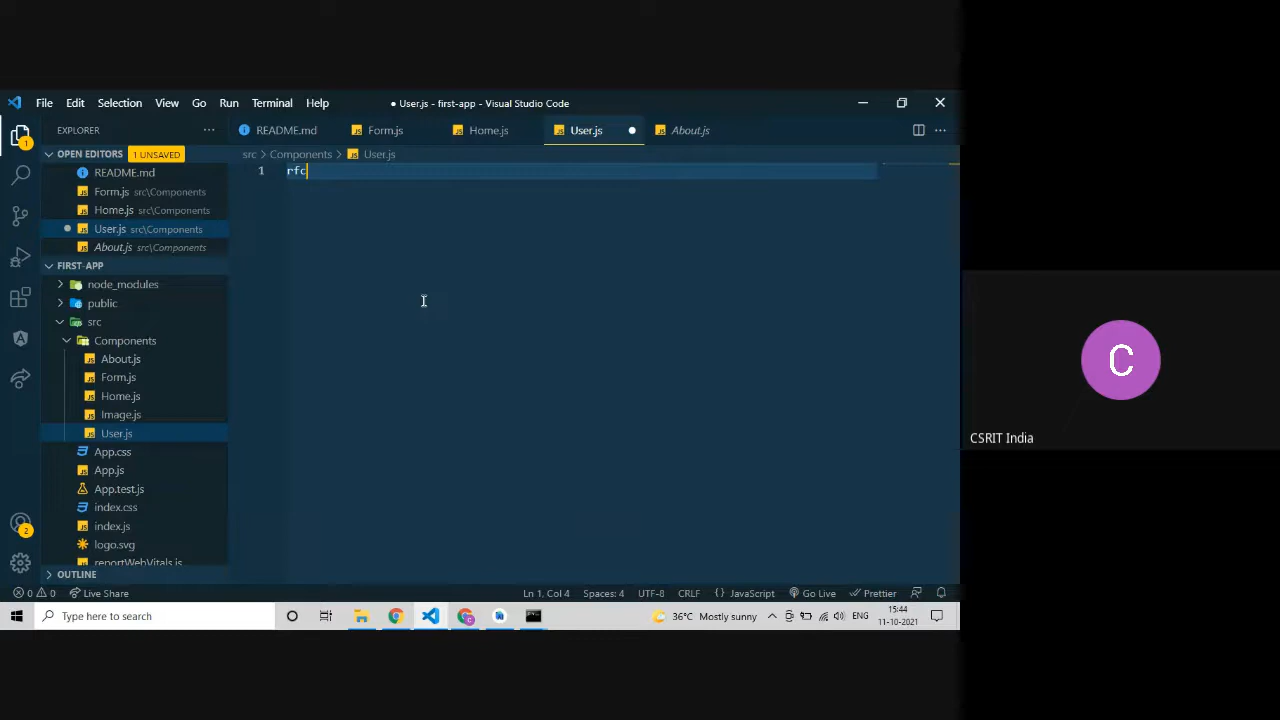 File Edit Selection View Go Run Terminal Help
● User.js - first-app - Visual Studio Code
EXPLORER
README.md Form.js Home.js User.js About.js
OPEN EDITORS 1 UNSAVED
src > Components > User.js
README.md
Form.js src\Components
Home.js src\Components
User.js src\Components
About.js src\Components
1 rfc
FIRST-APP
node_modules
public
src
Components
About.js
Form.js
Home.js
Image.js
User.js
App.css
App.js
App.test.js
index.css
index.js
logo.svg
reportWebVitals.js
OUTLINE
1
2
0 0 Live Share Ln 1, Col 4 Spaces: 4 UTF-8 CRLF {} JavaScript Go Live Prettier
Type here to search
36°C Mostly sunny ENG
15:44
11-10-2021
C
CSRIT India